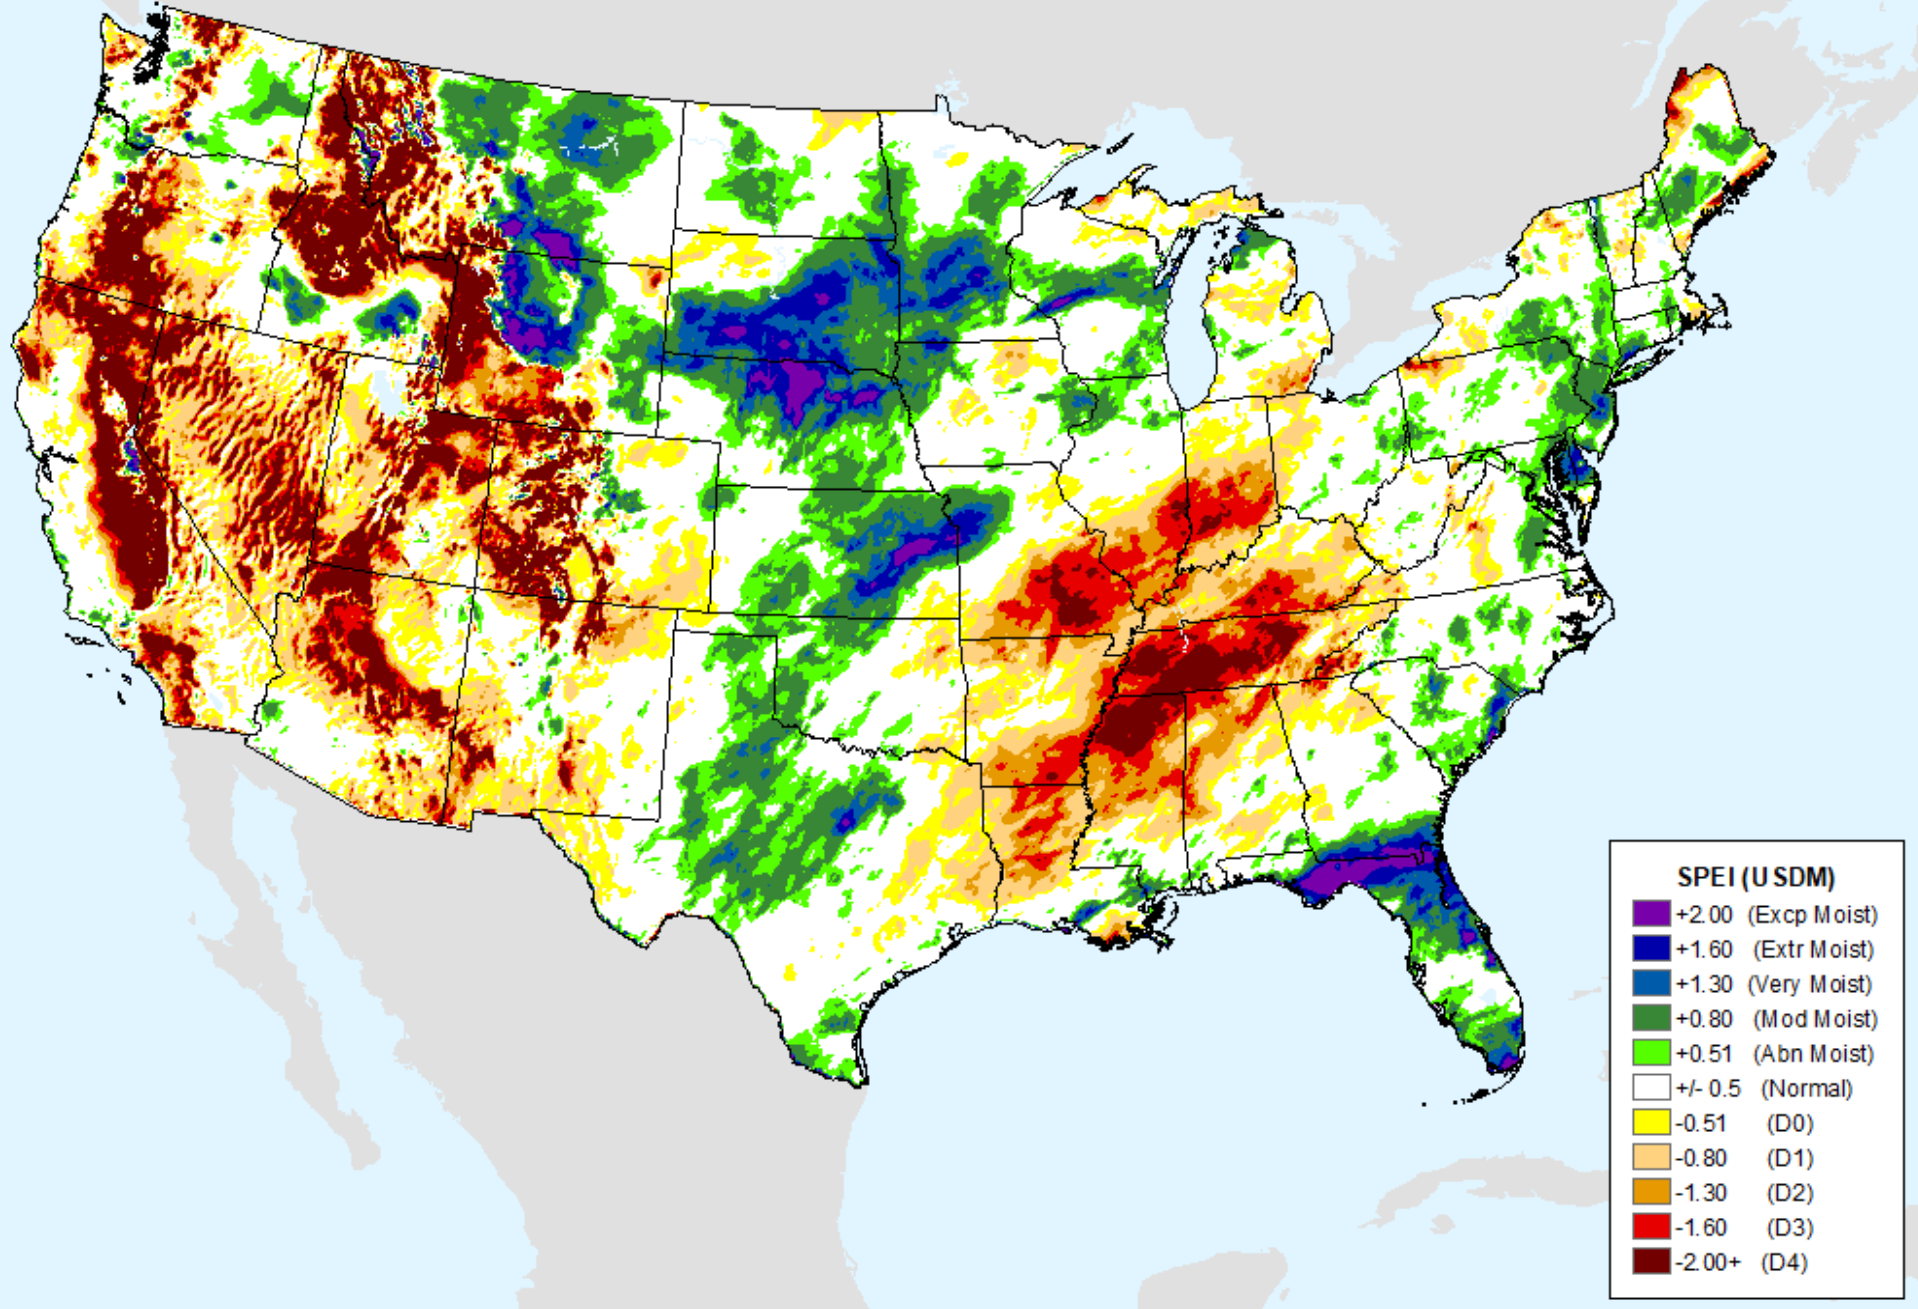 SPEI (USDM)
+2.00 (Excp Moist)
+1.60 (Extr Moist)
+1.30 (Very Moist)
+0.80 (Mod Moist)
+0.51 (Abn Moist)
+/- 0.5 (Normal)
-0.51 (D0)
-0.80 (D1)
-1.30 (D2)
-1.60 (D3)
-2.00+ (D4)